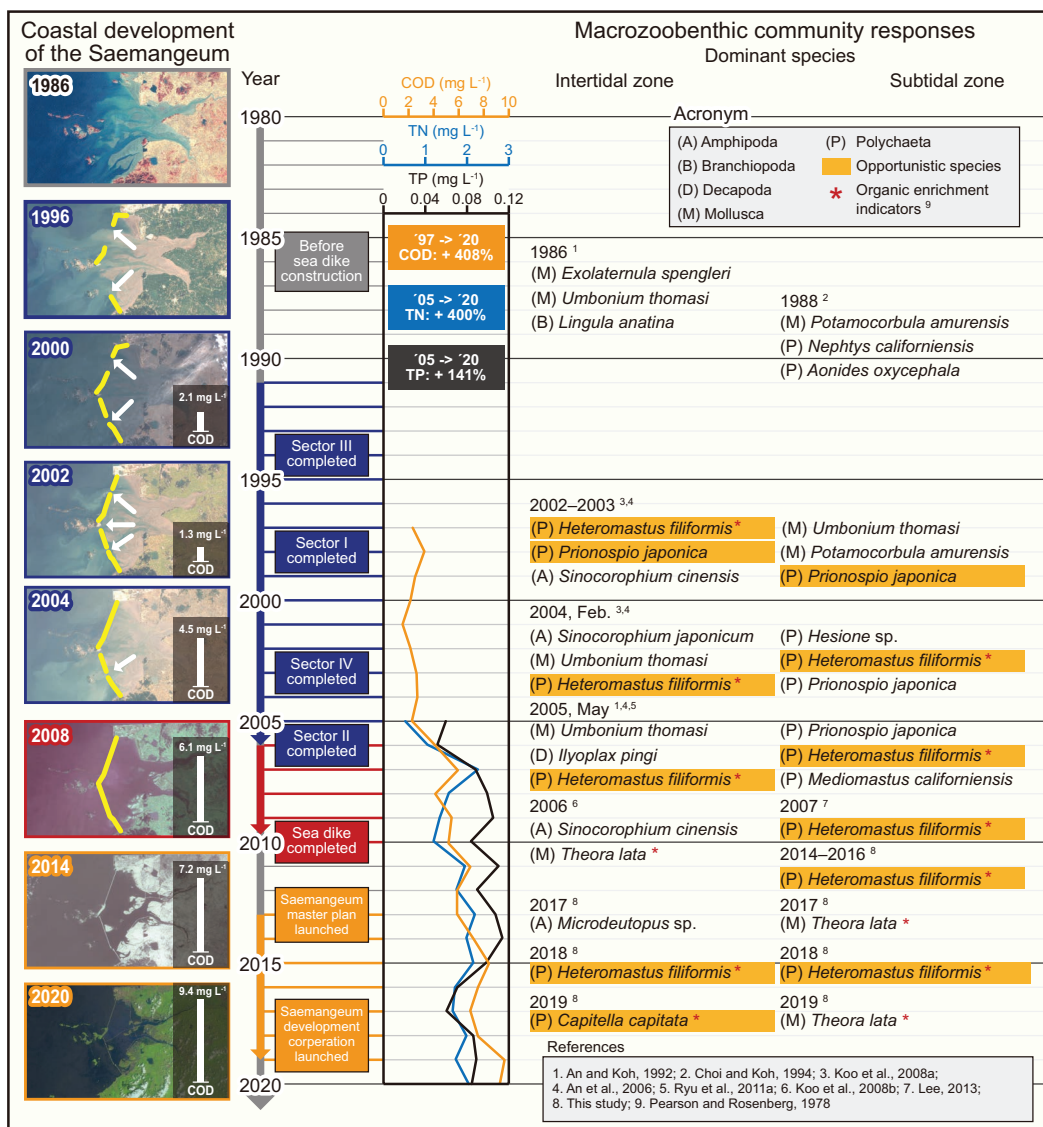 Coastal development
of the Saemangeum
1986
1996
2000
2.1 mg L-1
COD
2002
1.3 mg L-1
COD
2004
4.5 mg L-1
COD
2008
6.1 mg L-1
COD
2014
7.2 mg L-1
COD
2020
9.4 mg L-1
COD
Year
1980
1985
1990
1995
2000
2005
2010
2015
2020
Before
sea dike
construction
Sector III
completed
Sector I
completed
Sector IV
completed
Sector II
completed
Sea dike
completed
Saemangeum
master plan
launched
Saemangeum
development
corperation
launched
COD (mg L-1)
0 2 4 6 8 10
TN (mg L-1)
0 1 2 3
TP (mg L-1)
0 0.04 0.08 0.12
´97 -> ´20
COD: + 408%
´05 -> ´20
TN: + 400%
´05 -> ´20
TP: + 141%
Macrozoobenthic community responses
Dominant species
Intertidal zone
Subtidal zone
Acronym
(A) Amphipoda
(B) Branchiopoda
(D) Decapoda
(M) Mollusca
(P) Polychaeta
Opportunistic species
* Organic enrichment
indicators 9
1986 1
(M) Exolaternula spengleri
(M) Umbonium thomasi
(B) Lingula anatina
1988 2
(M) Potamocorbula amurensis
(P) Nephtys californiensis
(P) Aonides oxycephala
2002–2003 3,4
(P) Heteromastus filiformis *
(P) Prionospio japonica
(A) Sinocorophium cinensis
(M) Umbonium thomasi
(M) Potamocorbula amurensis
(P) Prionospio japonica
2004, Feb. 3,4
(A) Sinocorophium japonicum
(M) Umbonium thomasi
(P) Heteromastus filiformis *
(P) Hesione sp.
(P) Heteromastus filiformis *
(P) Prionospio japonica
2005, May 1,4,5
(M) Umbonium thomasi
(D) Ilyoplax pingi
(P) Heteromastus filiformis *
(P) Prionospio japonica
(P) Heteromastus filiformis *
(P) Mediomastus californiensis
2006 6
(A) Sinocorophium cinensis
(M) Theora lata *
2007 7
(P) Heteromastus filiformis *
2014–2016 8
(P) Heteromastus filiformis *
2017 8
(A) Microdeutopus sp.
2017 8
(M) Theora lata *
2018 8
(P) Heteromastus filiformis *
2018 8
(P) Heteromastus filiformis *
2019 8
(P) Capitella capitata *
2019 8
(M) Theora lata *
References
1. An and Koh, 1992; 2. Choi and Koh, 1994; 3. Koo et al., 2008a;
4. An et al., 2006; 5. Ryu et al., 2011a; 6. Koo et al., 2008b; 7. Lee, 2013;
8. This study; 9. Pearson and Rosenberg, 1978